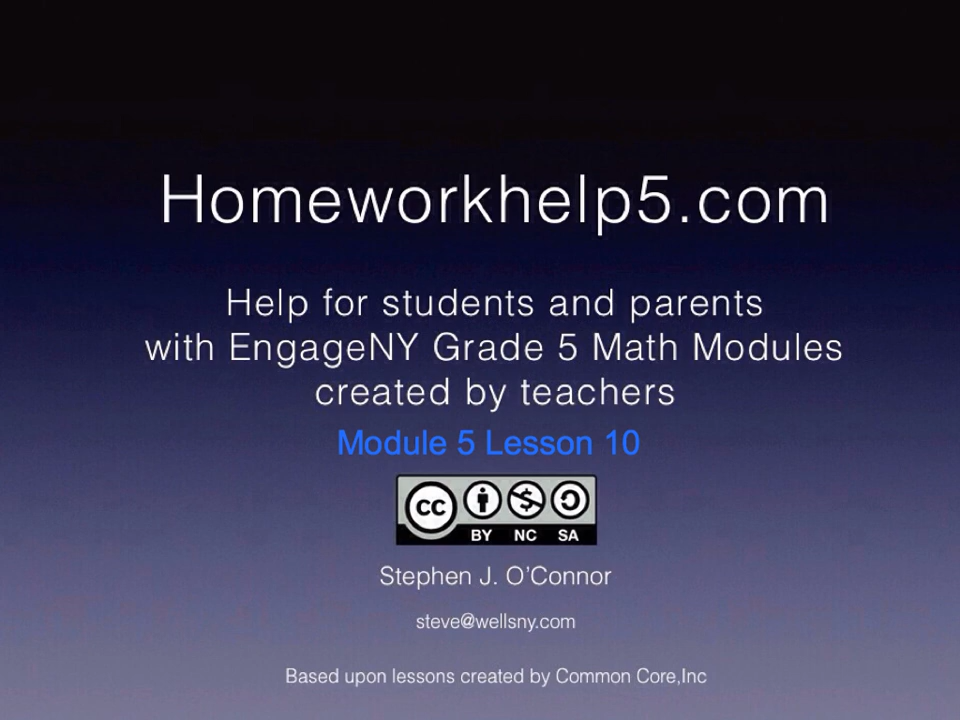 Homeworkhelp5.com
Help for students and parents
with EngageNY Grade 5 Math Modules
created by teachers
Module 5 Lesson 10
cc
BY NC SA
Stephen J. O'Connor
steve@wellsny.com
Based upon lessons created by Common Core,Inc